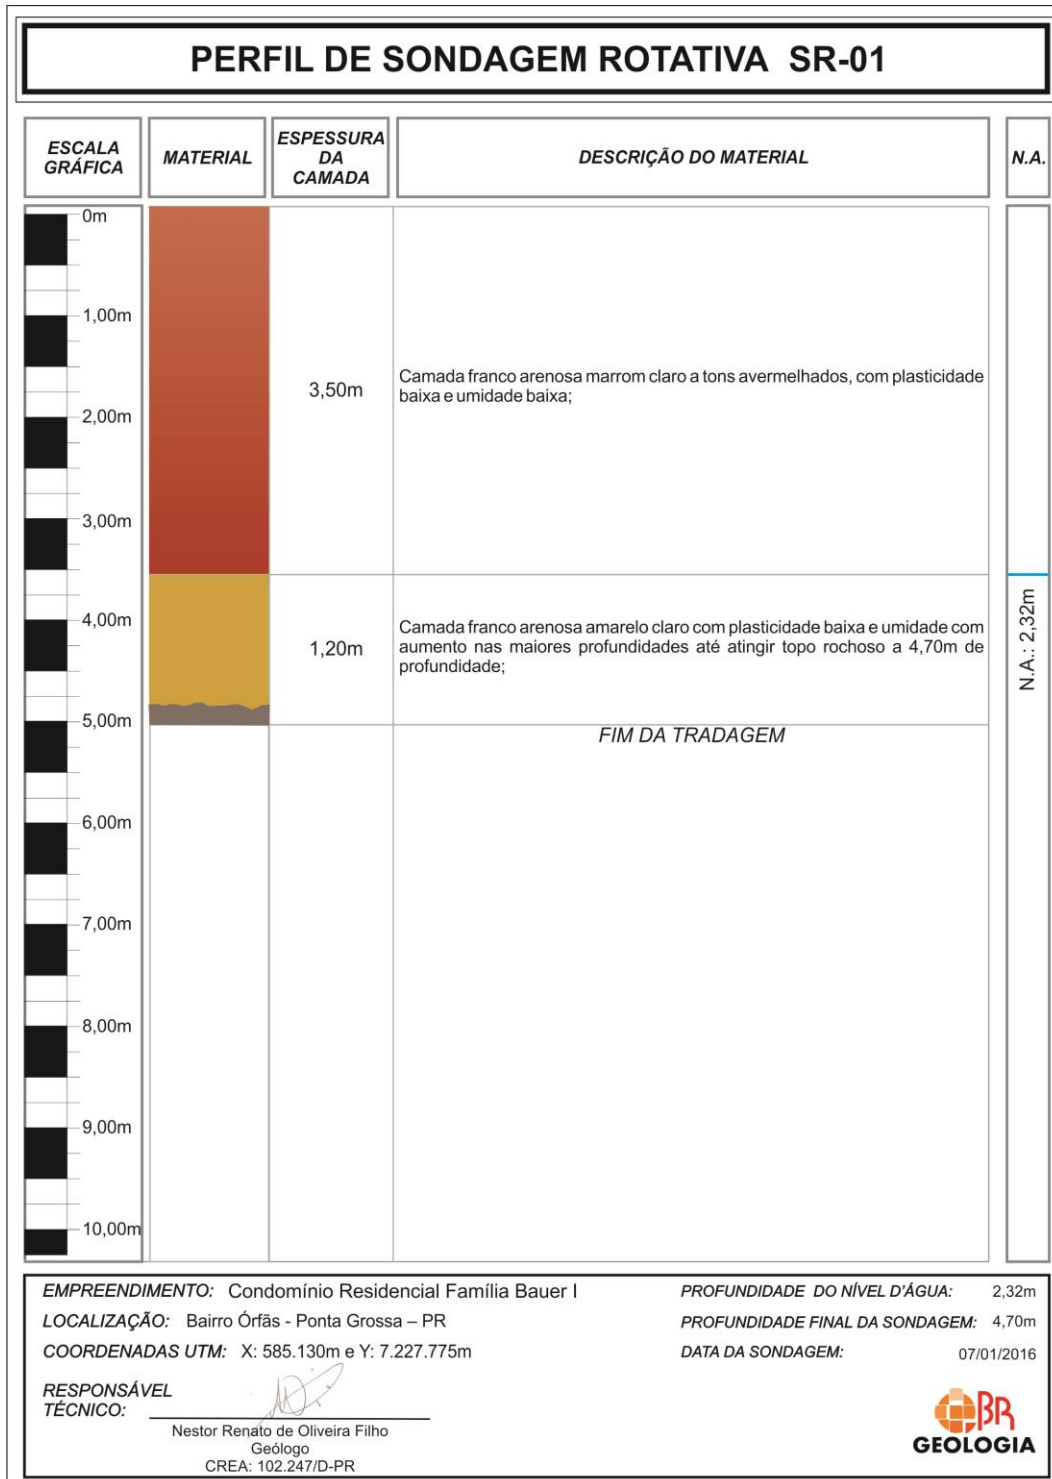 PERFIL DE SONDAGEM ROTATIVA SR-01
ESCALA
GRÁFICA
MATERIAL
ESPESSURA
DA
CAMADA
DESCRIÇÃO DO MATERIAL
N.A.
0m
1,00m
2,00m
3,00m
4,00m
5,00m
6,00m
7,00m
8,00m
9,00m
10,00m
3,50m
Camada franco arenosa marrom claro a tons avermelhados, com plasticidade
baixa e umidade baixa;
1,20m
Camada franco arenosa amarelo claro com plasticidade baixa e umidade com
aumento nas maiores profundidades até atingir topo rochoso a 4,70m de
profundidade;
N.A.: 2,32m
FIM DA TRADAGEM
EMPREENDIMENTO: Condomínio Residencial Família Bauer I
LOCALIZAÇÃO: Bairro Órfãs - Ponta Grossa – PR
COORDENADAS UTM: X: 585.130m e Y: 7.227.775m
RESPONSÁVEL
TÉCNICO:
Nestor Renato de Oliveira Filho
Geólogo
CREA: 102.247/D-PR
PROFUNDIDADE DO NÍVEL D'ÁGUA: 2,32m
PROFUNDIDADE FINAL DA SONDAGEM: 4,70m
DATA DA SONDAGEM: 07/01/2016
BR
GEOLOGIA